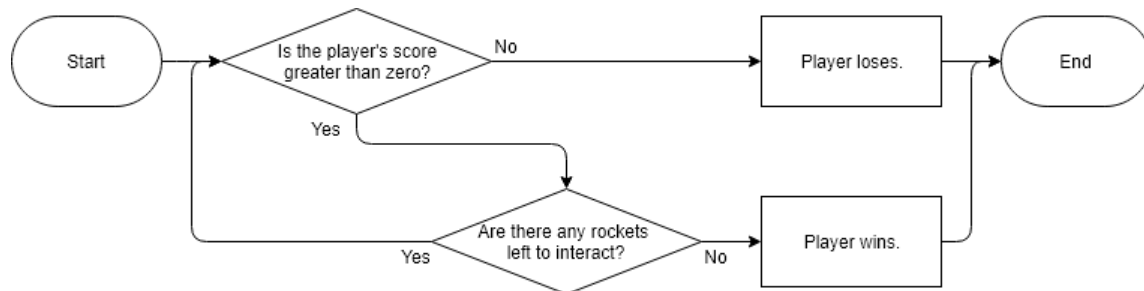 Start
Is the player's score
greater than zero?
No
Player loses.
End
Yes
Are there any rockets
left to interact?
Yes
No
Player wins.